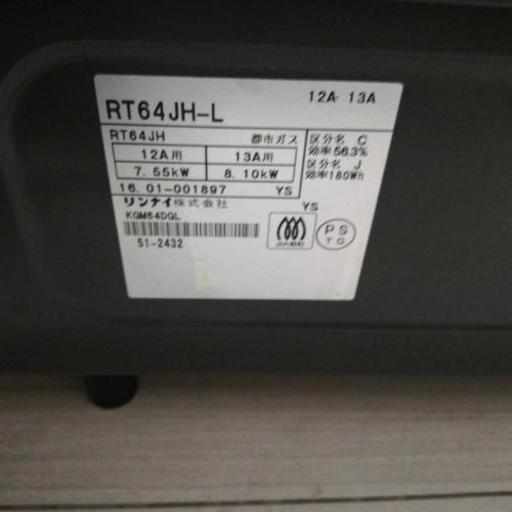 RT64JH-L 12A 13A
RT64JH 都市ガス
12A用 13A用
7.55kW 8.10kW
16.01-001897 YS
区分名 C
効率56.3%
区分名 J
効率180Wh
リンナイ株式会社 YS
KGM64DGL
51-2432
PS
TG